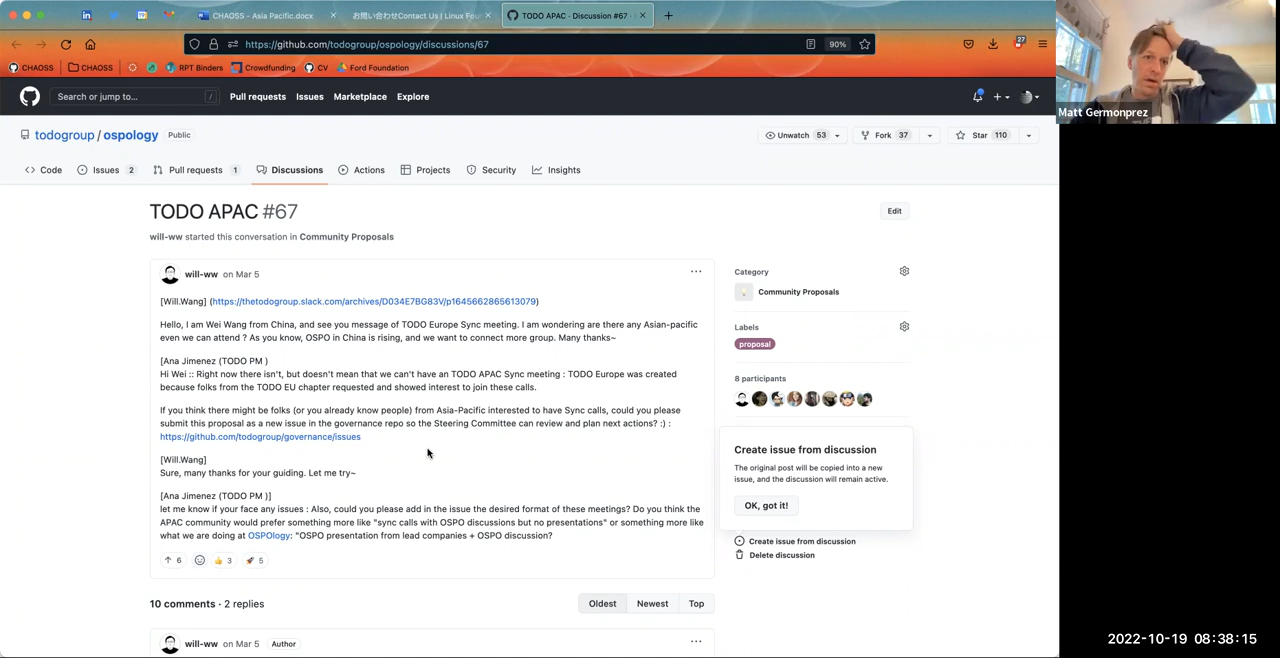 CHAOSS - Asia Pacific.docx
お問い合わせContact Us | Linux Fou
TODO APAC · Discussion #67 ·
https://github.com/todogroup/ospology/discussions/67
90%
27
CHAOSS
CHAOSS
RPT Binders
Crowdfunding
CV
Ford Foundation
Matt Germonprez
Search or jump to...
/
Pull requests
Issues
Marketplace
Explore
todogroup / ospology
Public
Unwatch 53
Fork 37
Star 110
Code
Issues 2
Pull requests 1
Discussions
Actions
Projects
Security
Insights
TODO APAC #67
Edit
will-ww started this conversation in Community Proposals
will-ww on Mar 5
[Will.Wang] (https://thetodogroup.slack.com/archives/D034E7BG83V/p1645662865613079)
Hello, I am Wei Wang from China, and see you message of TODO Europe Sync meeting. I am wondering are there any Asian-pacific
even we can attend ? As you know, OSPO in China is rising, and we want to connect more group. Many thanks~
[Ana Jimenez (TODO PM )
Hi Wei :: Right now there isn't, but doesn't mean that we can't have an TODO APAC Sync meeting : TODO Europe was created
because folks from the TODO EU chapter requested and showed interest to join these calls.
If you think there might be folks (or you already know people) from Asia-Pacific interested to have Sync calls, could you please
submit this proposal as a new issue in the governance repo so the Steering Committee can review and plan next actions? :) :
https://github.com/todogroup/governance/issues
[Will.Wang]
Sure, many thanks for your guiding. Let me try~
[Ana Jimenez (TODO PM )]
let me know if your face any issues : Also, could you please add in the issue the desired format of these meetings? Do you think the
APAC community would prefer something more like "sync calls with OSPO discussions but no presentations" or something more like
what we are doing at OSPOlogy: "OSPO presentation from lead companies + OSPO discussion?
6
3
5
Category
Community Proposals
Labels
proposal
8 participants
Create issue from discussion
The original post will be copied into a new
issue, and the discussion will remain active.
OK, got it!
Create issue from discussion
Delete discussion
10 comments · 2 replies
Oldest
Newest
Top
will-ww on Mar 5
Author
2022-10-19 08:38:15